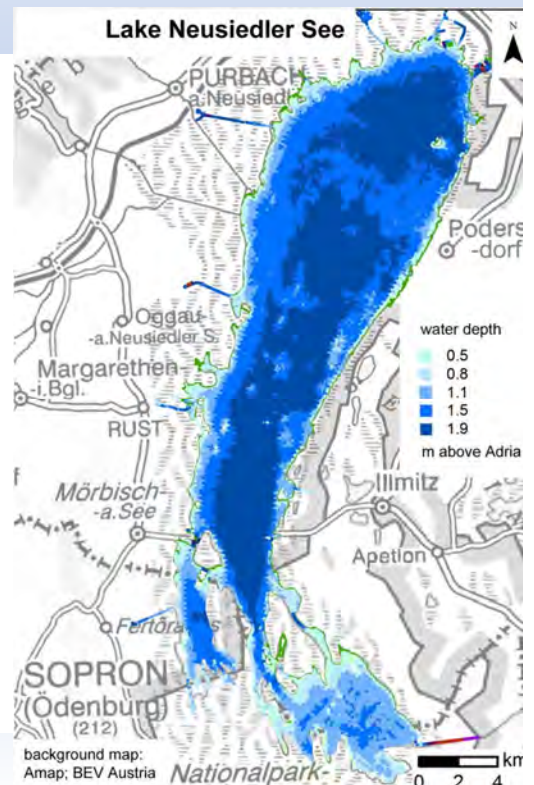 Lake Neusiedler See
N
PURBACH
a.Neusiedl
Poders
-dorf
Oggau
-a.Neusiedler S.
water depth
0.5
0.8
1.1
1.5
1.9
m above Adria
Margarethen-
-i.Bgl.
RUST
Illmitz
Mörbisch-
-a.See
Apetlon
SOPRON
(Ödenburg)
(212)
background map:
Amap; BEV Austria
Nationalpark-
km
0 2 4